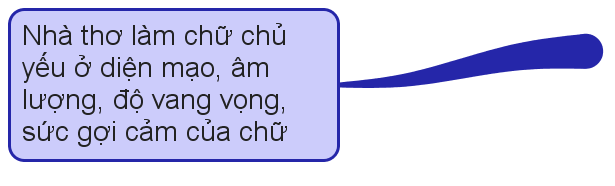 Nhà thơ làm chữ chủ
yếu ở diện mạo, âm
lượng, độ vang vọng,
sức gợi cảm của chữ